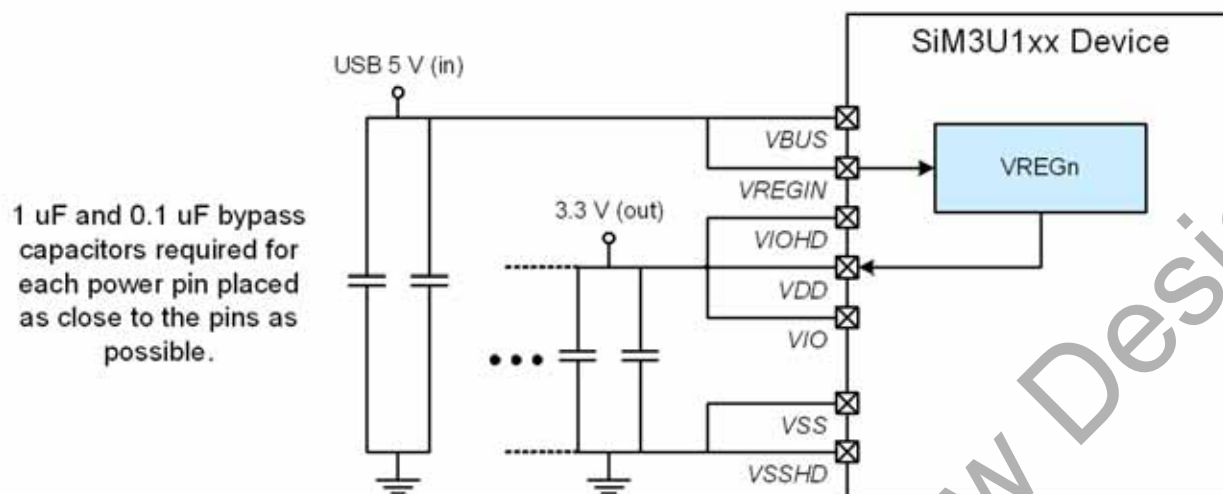 SiM3U1xx Device
USB 5 V (in)
VBUS
VREGn
VREGIN
1 uF and 0.1 uF bypass
capacitors required for
each power pin placed
as close to the pins as
possible.
3.3 V (out)
VIOHD
VDD
VIO
VSS
VSSHD